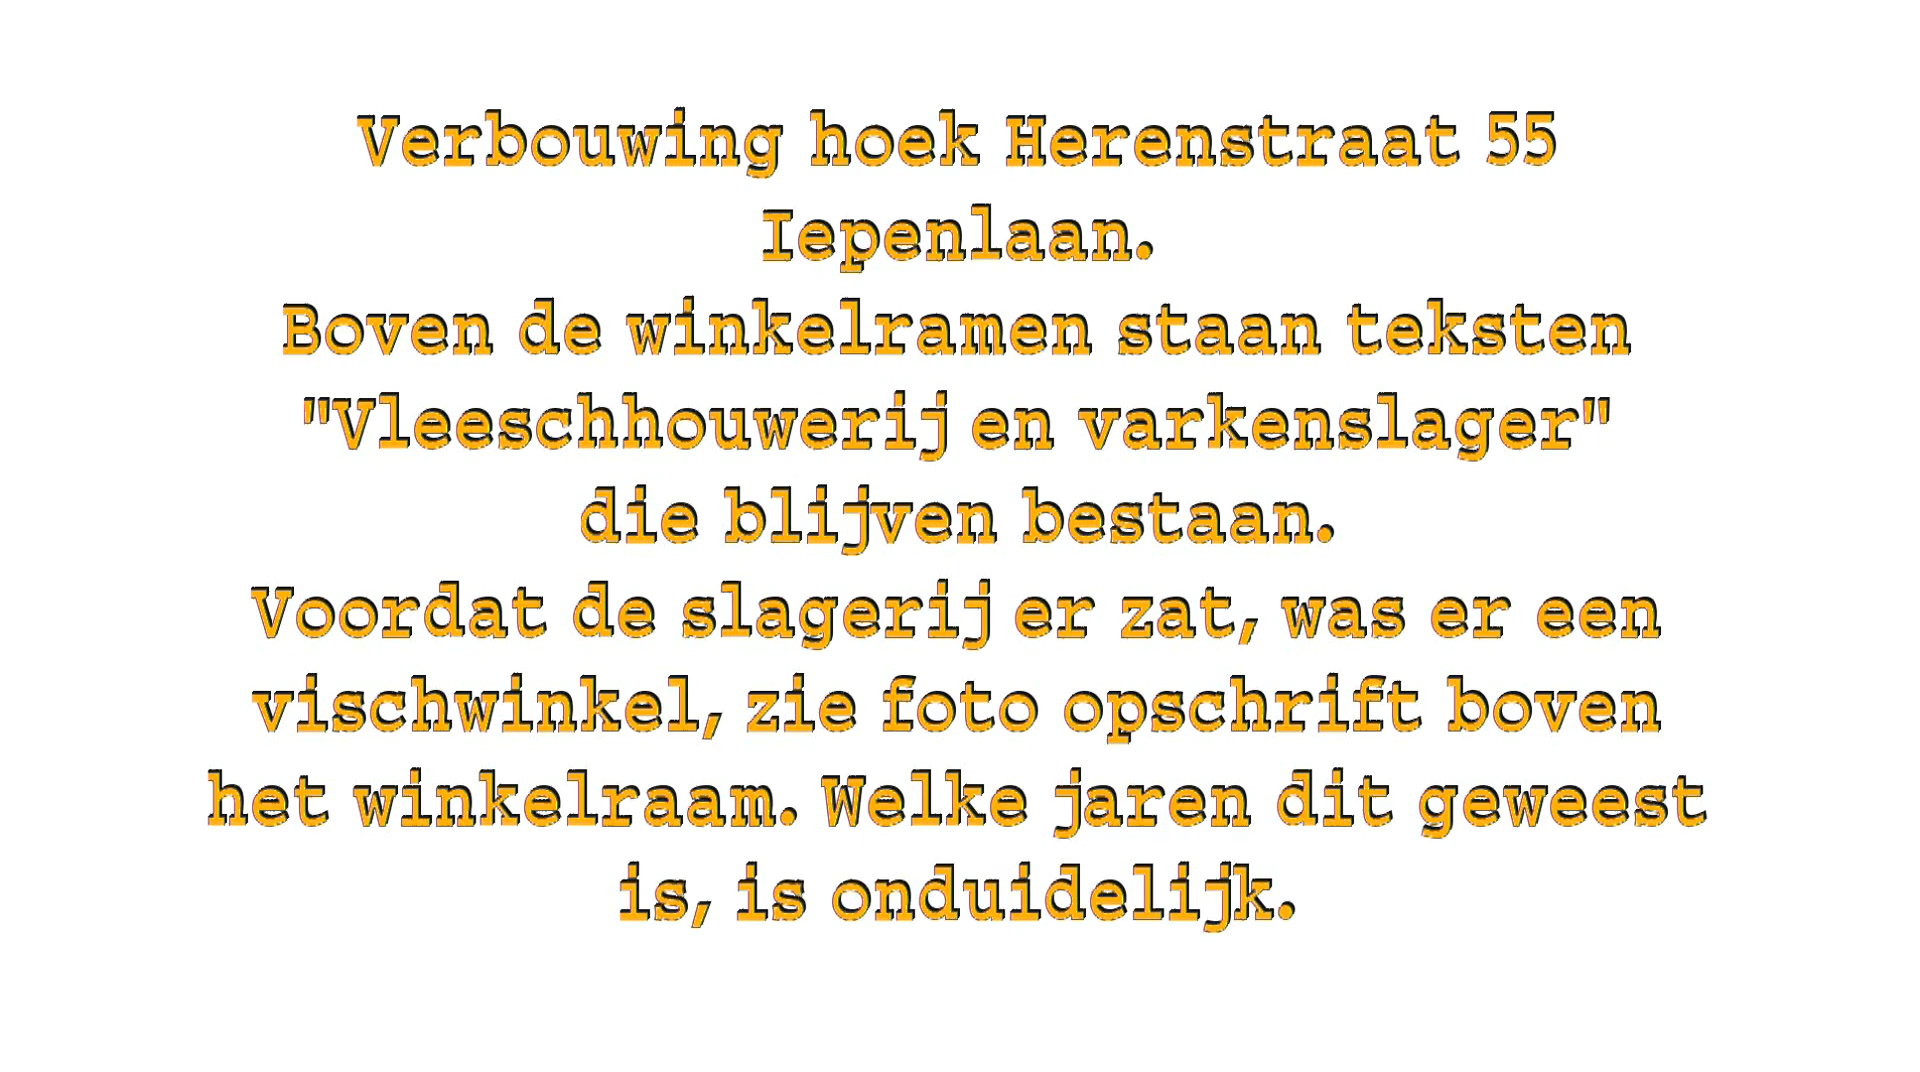 Verbouwing hoek Herenstraat 55
Iepenlaan.
Boven de winkelramen staan teksten
"Vleeschhouwerij en varkenslager"
die blijven bestaan.
Voordat de slagerij er zat, was er een
vischwinkel, zie foto opschrift boven
het winkelraam. Welke jaren dit geweest
is, is onduidelijk.